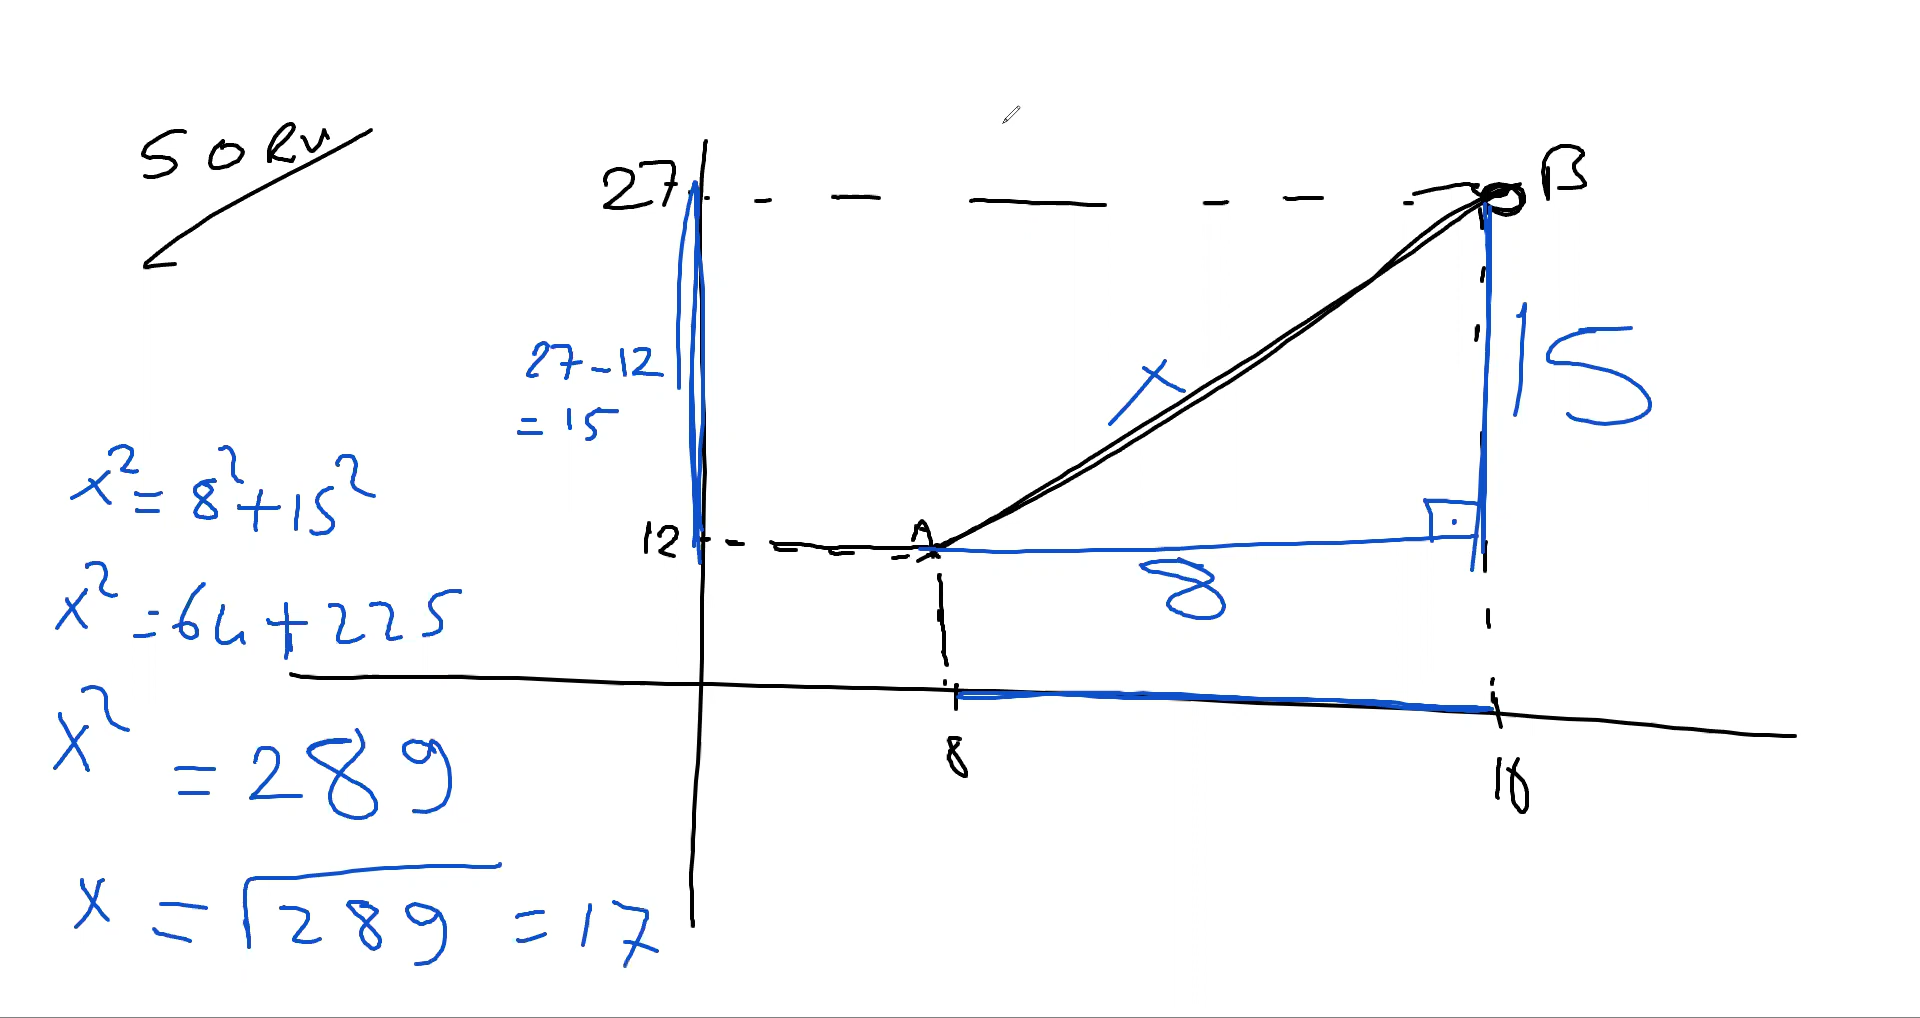 SORU
27
B
27-12
= 15
x
15
x² = 8² + 15²
12
A
8
x² = 64 + 225
x² = 289
8
x = √289 = 17